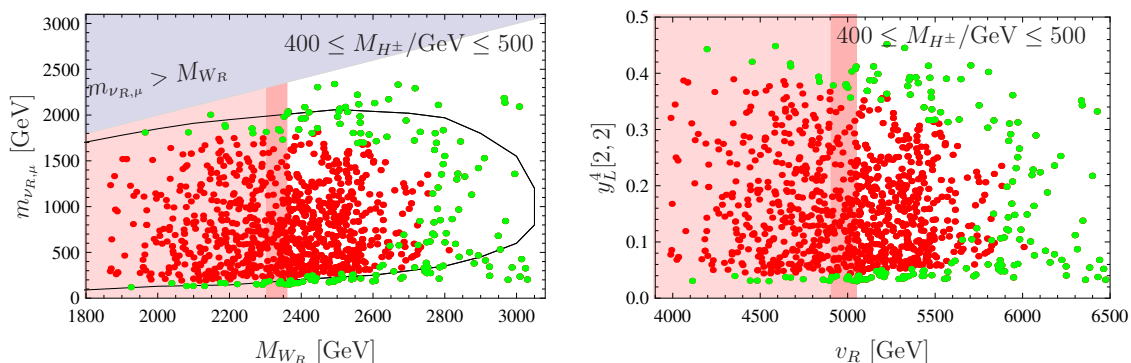 3000
2500
2000
1500
1000
500
0
m_{ν_{R,μ}} [GeV]
400 ≤ M_{H^±}/GeV ≤ 500
m_{ν_{R,μ}} > M_{W_R}
1800 2000 2200 2400 2600 2800 3000
M_{W_R} [GeV]
0.5
0.4
0.3
0.2
0.1
0.0
y_L^4[2, 2]
400 ≤ M_{H^±}/GeV ≤ 500
4000 4500 5000 5500 6000 6500
v_R [GeV]